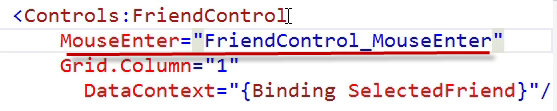 <Controls:FriendControl
MouseEnter="FriendControl_MouseEnter"
Grid.Column="1"
DataContext="{Binding SelectedFriend}"/